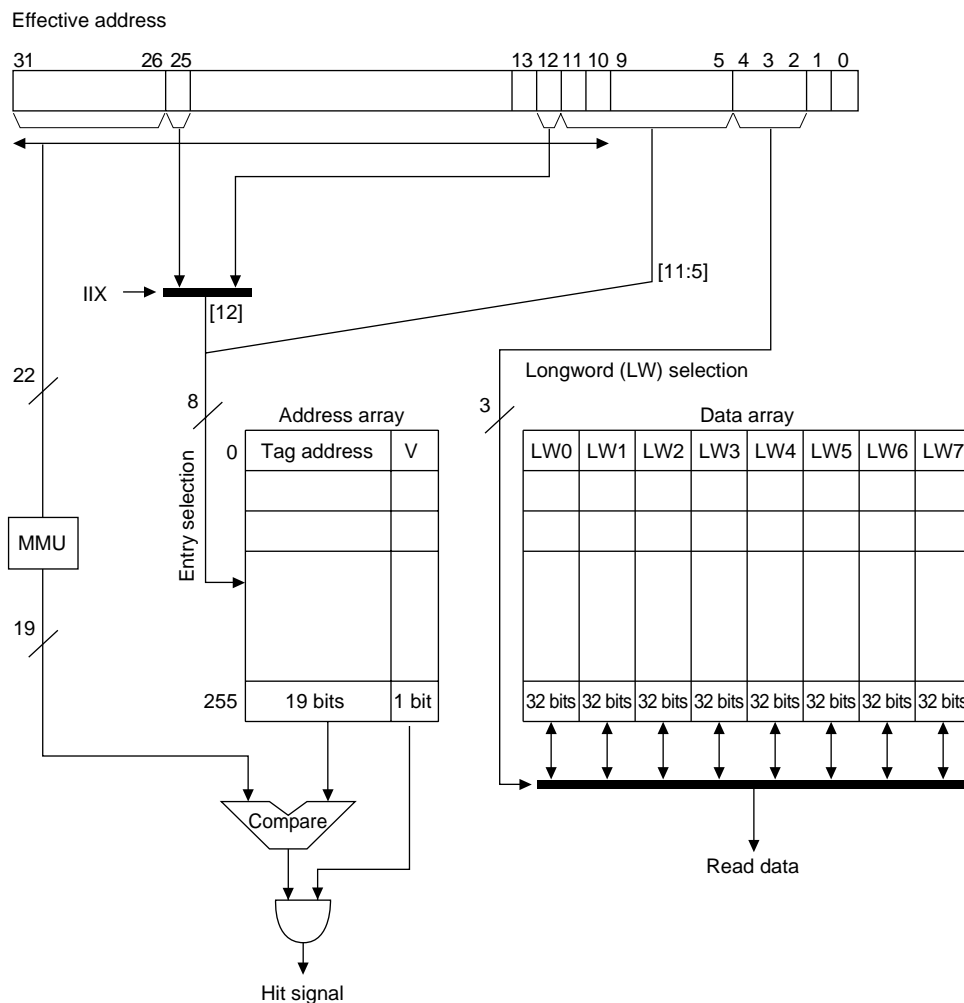 Effective address
31 26 25 13 12 11 10 9 5 4 3 2 1 0
IIX
[12]
[11:5]
22
8
3
Longword (LW) selection
Address array
Data array
0
Tag address V
LW0 LW1 LW2 LW3 LW4 LW5 LW6 LW7
Entry selection
MMU
19
255
19 bits 1 bit
32 bits 32 bits 32 bits 32 bits 32 bits 32 bits 32 bits 32 bits
Compare
Read data
Hit signal